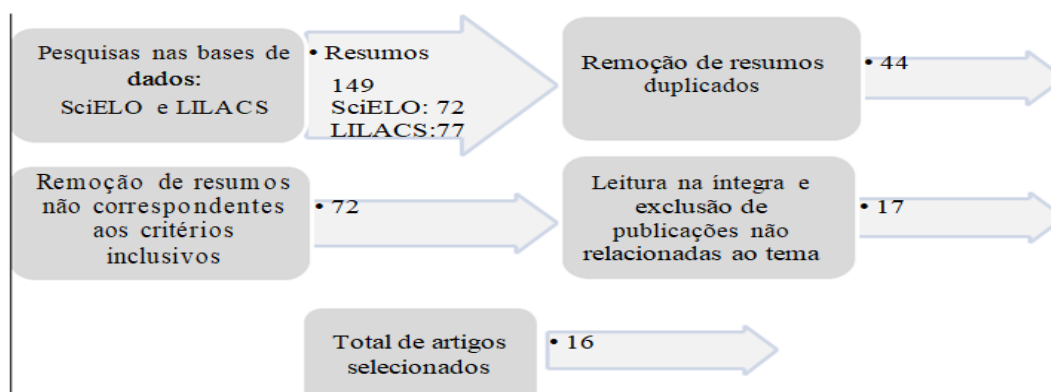 Pesquisas nas bases de
dados:
SciELO e LILACS
• Resumos
149
SciELO: 72
LILACS:77
Remoção de resumos
duplicados
• 44
Remoção de resumos
não correspondentes
aos critérios
inclusivos
• 72
Leitura na íntegra e
exclusão de
publicações não
relacionadas ao tema
• 17
Total de artigos
selecionados
• 16